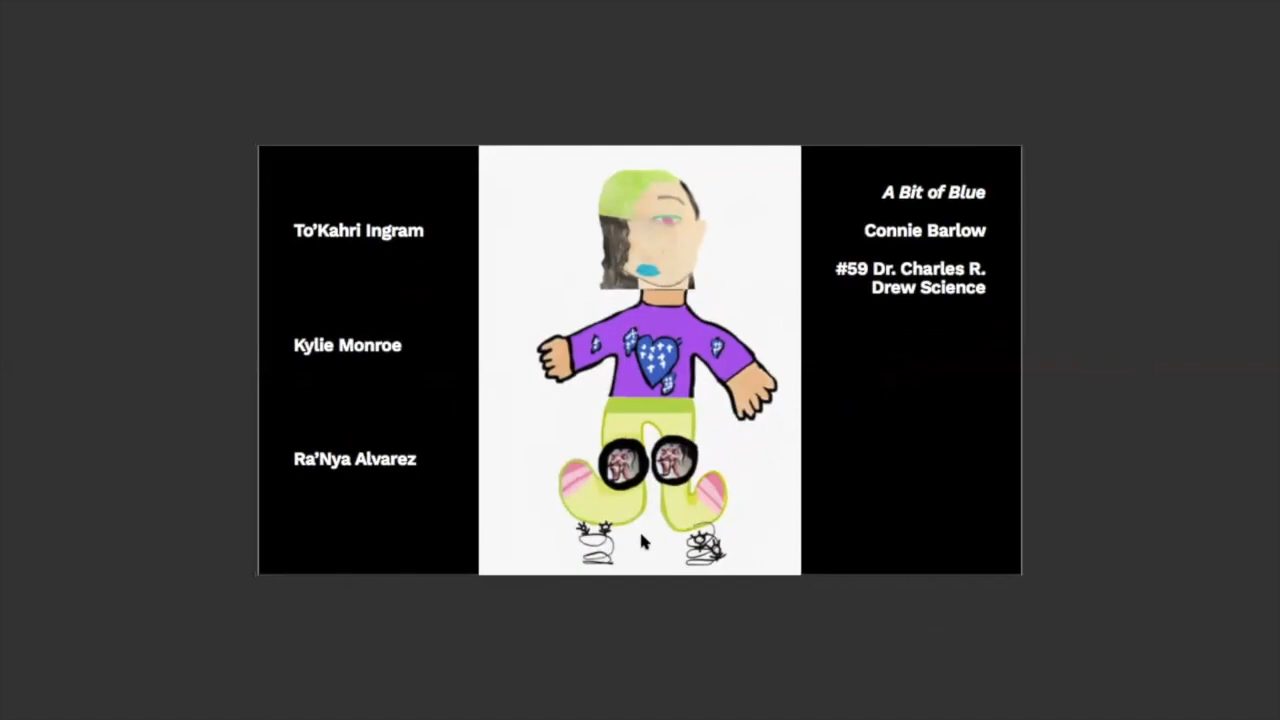 To’Kahri Ingram
Kylie Monroe
Ra’Nya Alvarez
A Bit of Blue
Connie Barlow
#59 Dr. Charles R.
Drew Science